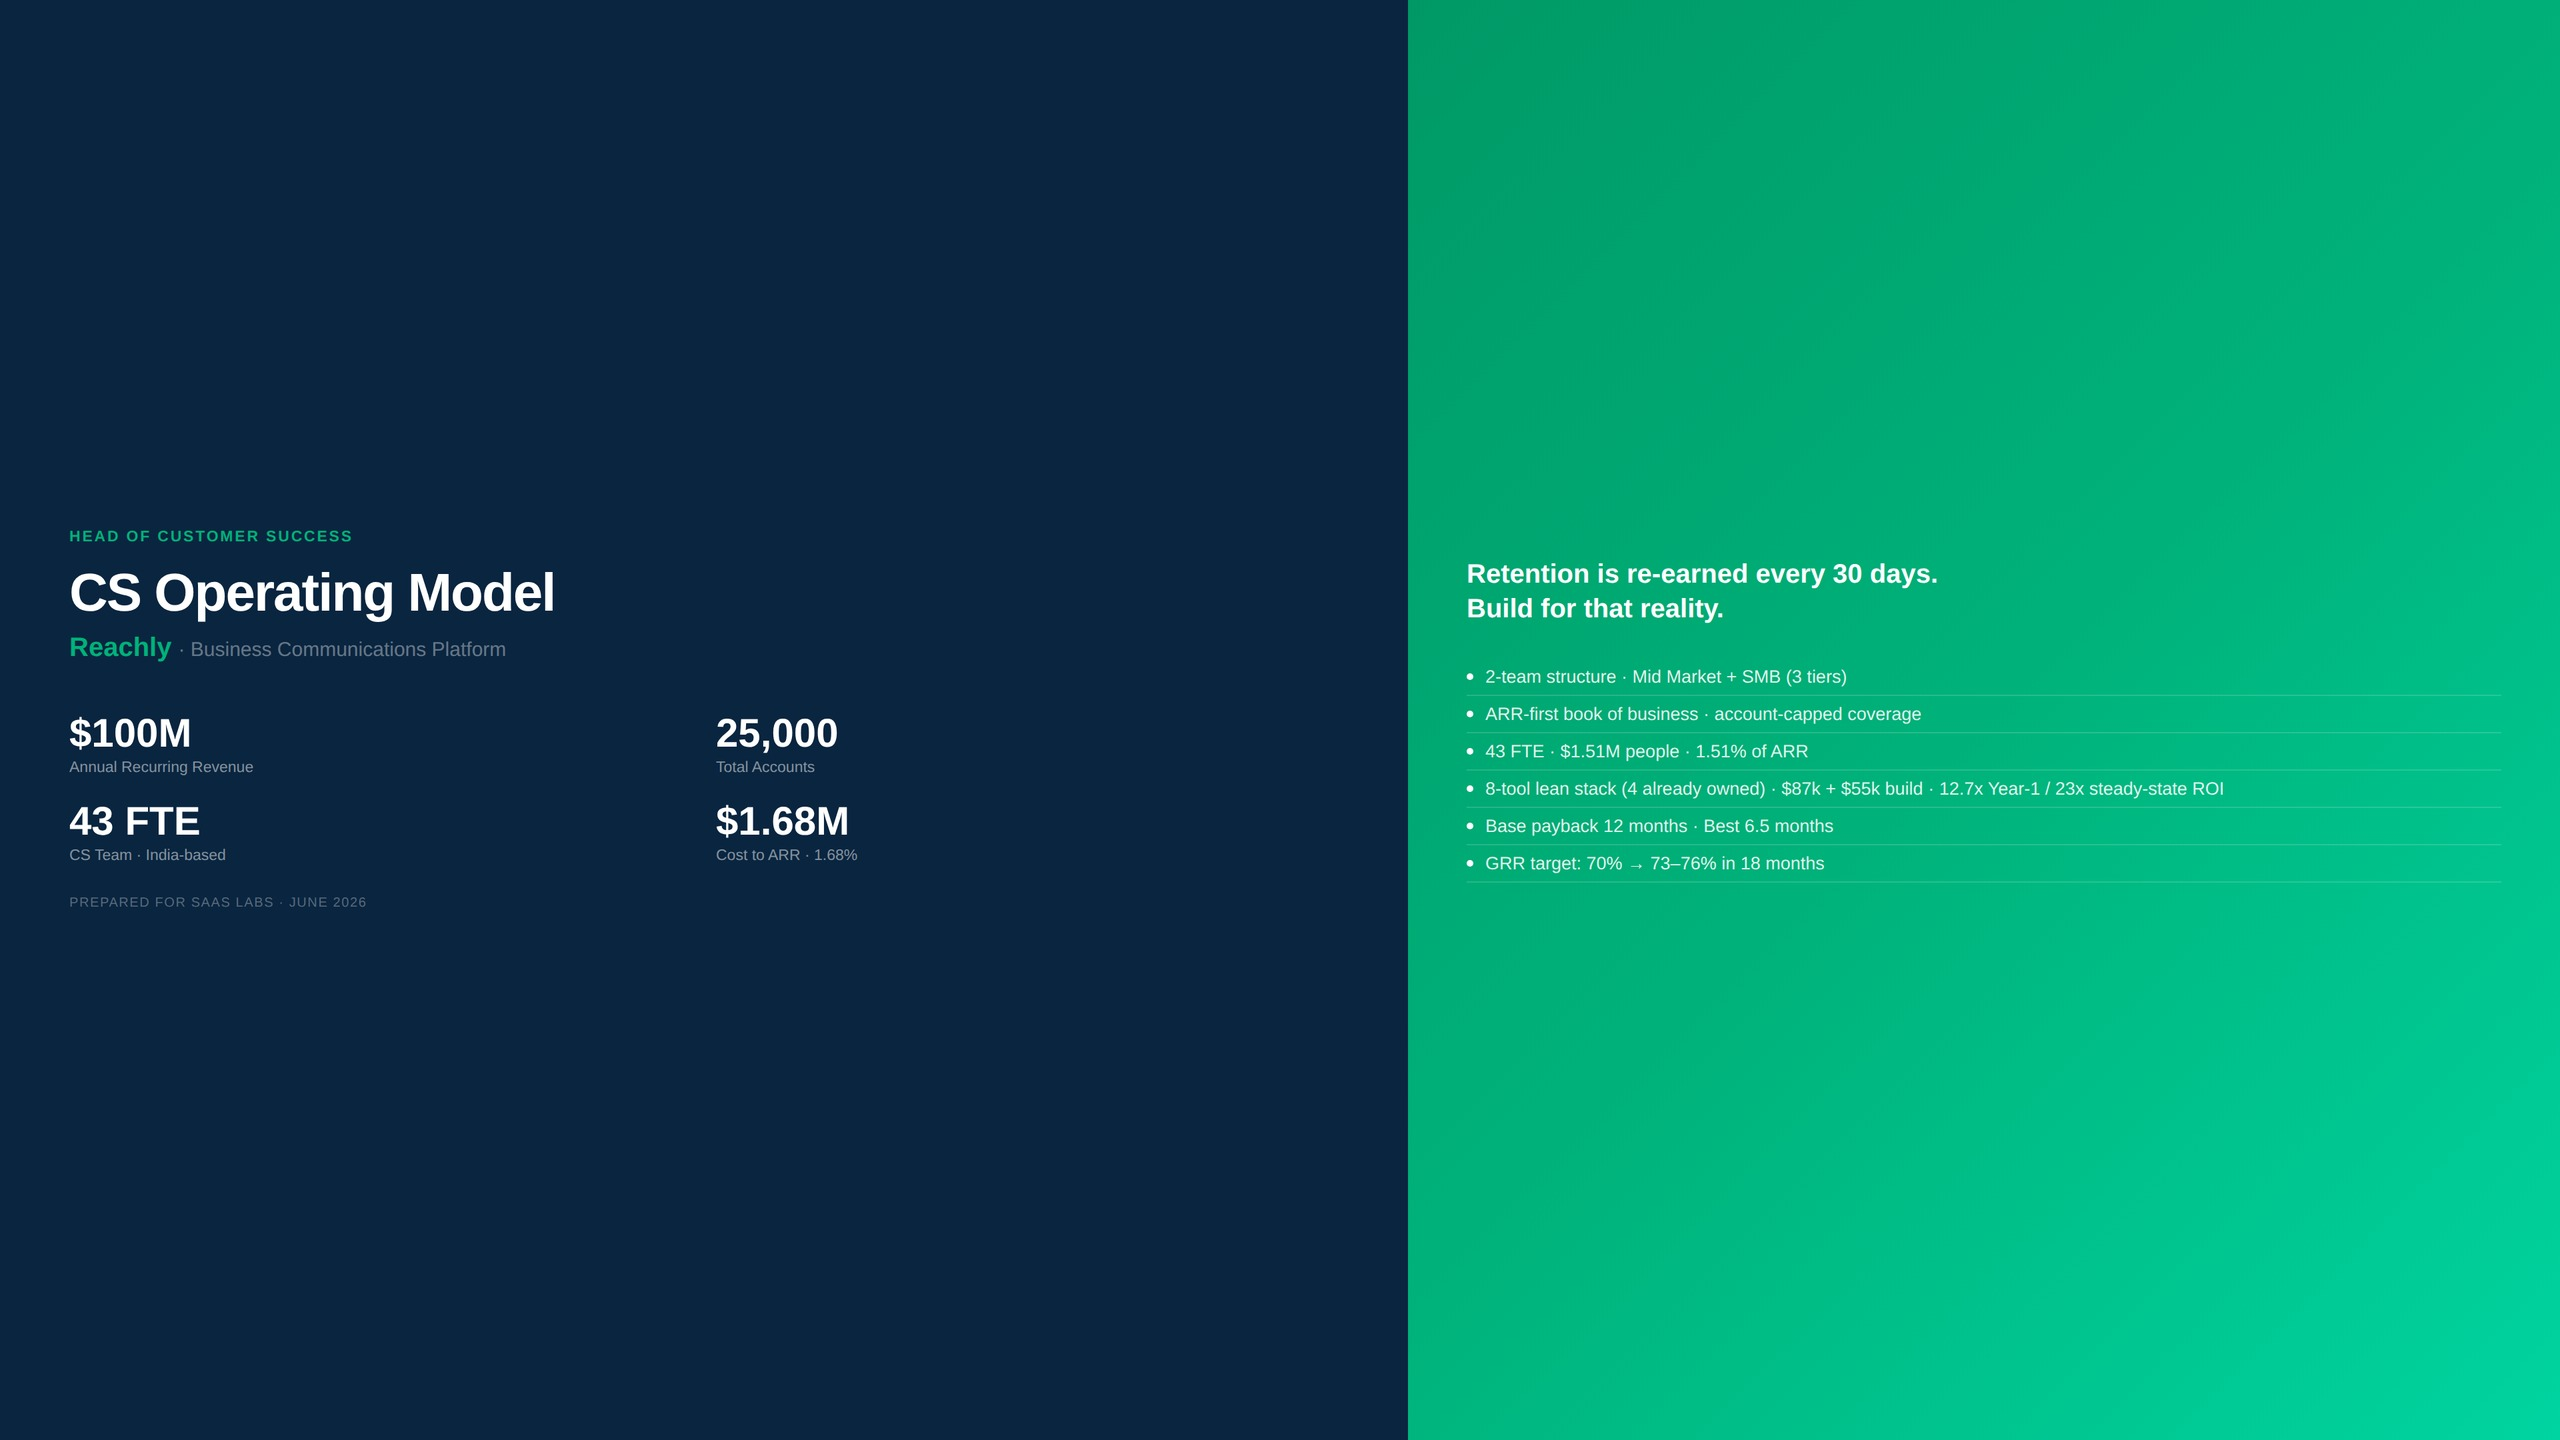 HEAD OF CUSTOMER SUCCESS
CS Operating Model
Reachly · Business Communications Platform
$100M
Annual Recurring Revenue
25,000
Total Accounts
43 FTE
CS Team · India-based
$1.68M
Cost to ARR · 1.68%
PREPARED FOR SAAS LABS · JUNE 2026
Retention is re-earned every 30 days.
Build for that reality.
2-team structure · Mid Market + SMB (3 tiers)
ARR-first book of business · account-capped coverage
43 FTE · $1.51M people · 1.51% of ARR
8-tool lean stack (4 already owned) · $87k + $55k build · 12.7x Year-1 / 23x steady-state ROI
Base payback 12 months · Best 6.5 months
GRR target: 70% → 73–76% in 18 months